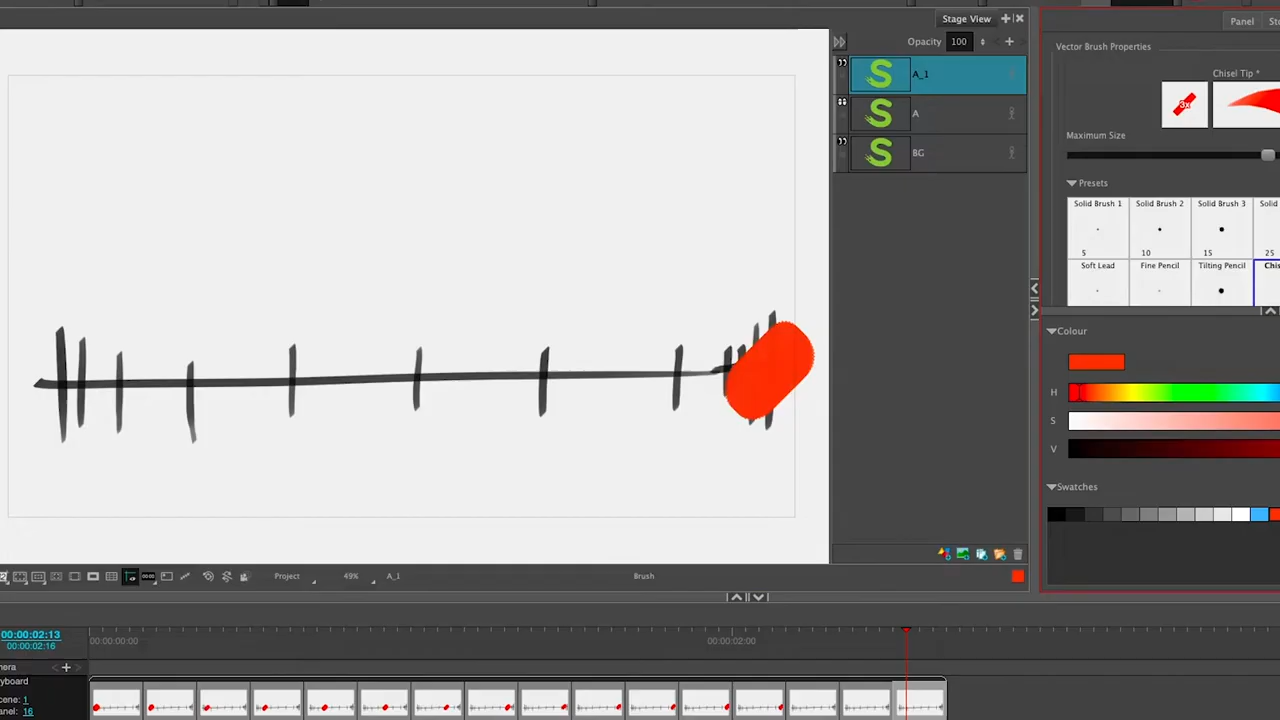 Stage View
Opacity 100
A_1
A
BG
Panel
Vector Brush Properties
Chisel Tip *
3x
Maximum Size
Presets
Solid Brush 1 Solid Brush 2 Solid Brush 3 Solid
5 10 15 25
Soft Lead Fine Pencil Tilting Pencil
Colour
H
S
V
Swatches
Project 49% A_1 Brush
00:00:02:13
00:00:02:16
00:00:00:00 00:00:02:00
1
16